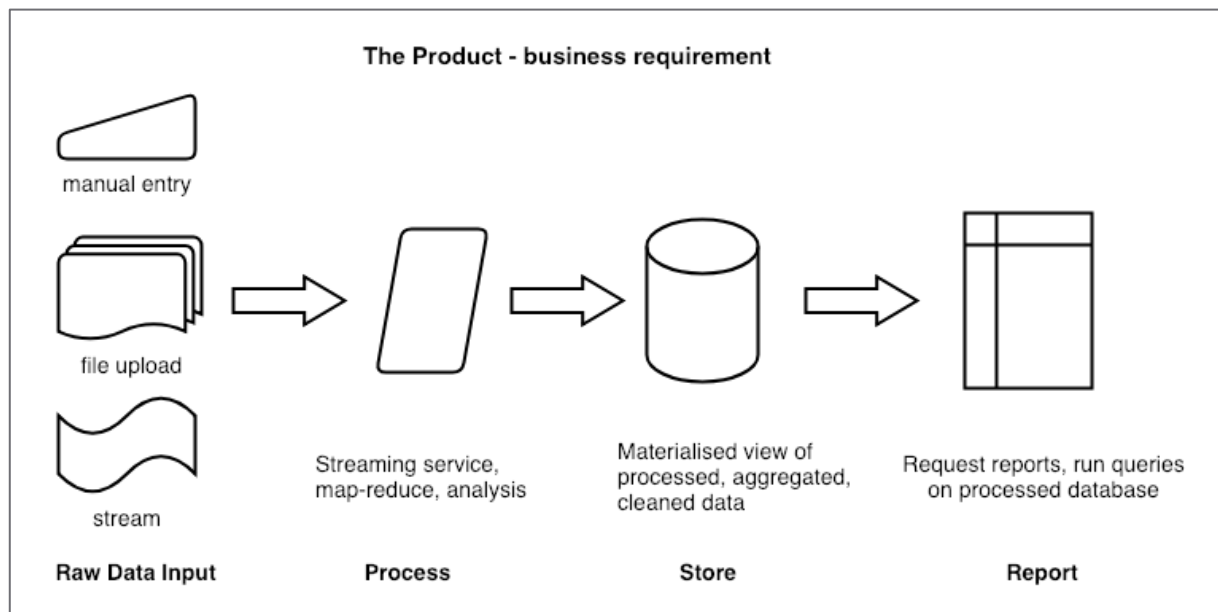 The Product - business requirement
manual entry
file upload
stream
Streaming service,
map-reduce, analysis
Materialised view of
processed, aggregated,
cleaned data
Request reports, run queries
on processed database
Raw Data Input
Process
Store
Report